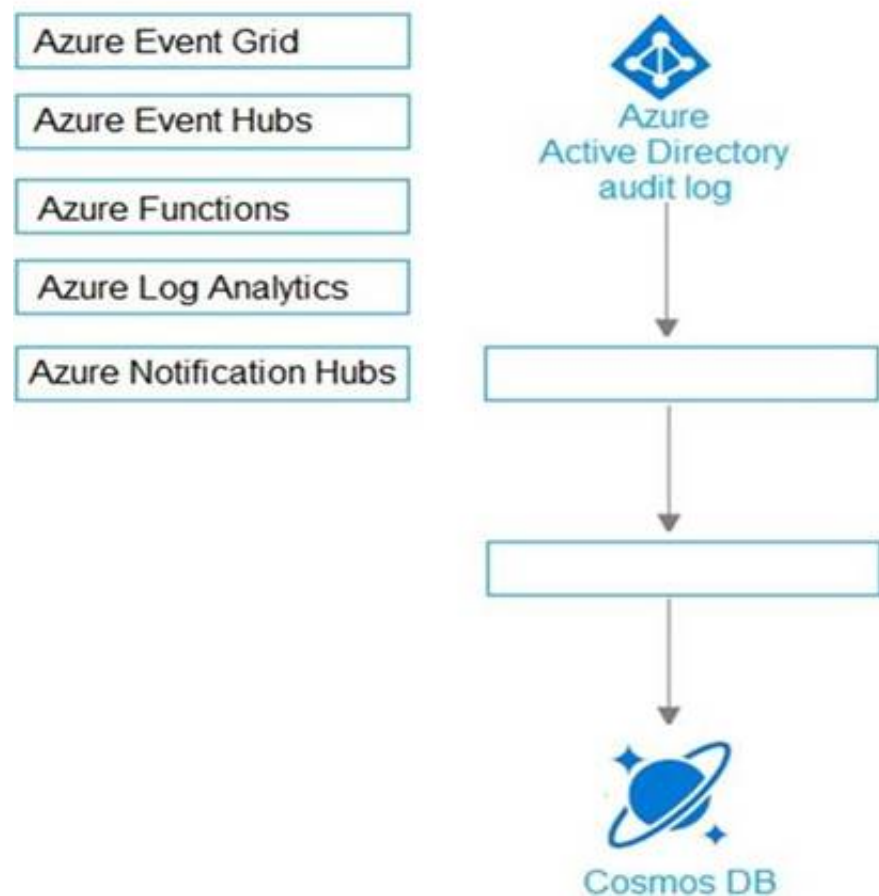 Azure Event Grid
Azure Event Hubs
Azure Functions
Azure Log Analytics
Azure Notification Hubs
Azure
Active Directory
audit log
Cosmos DB